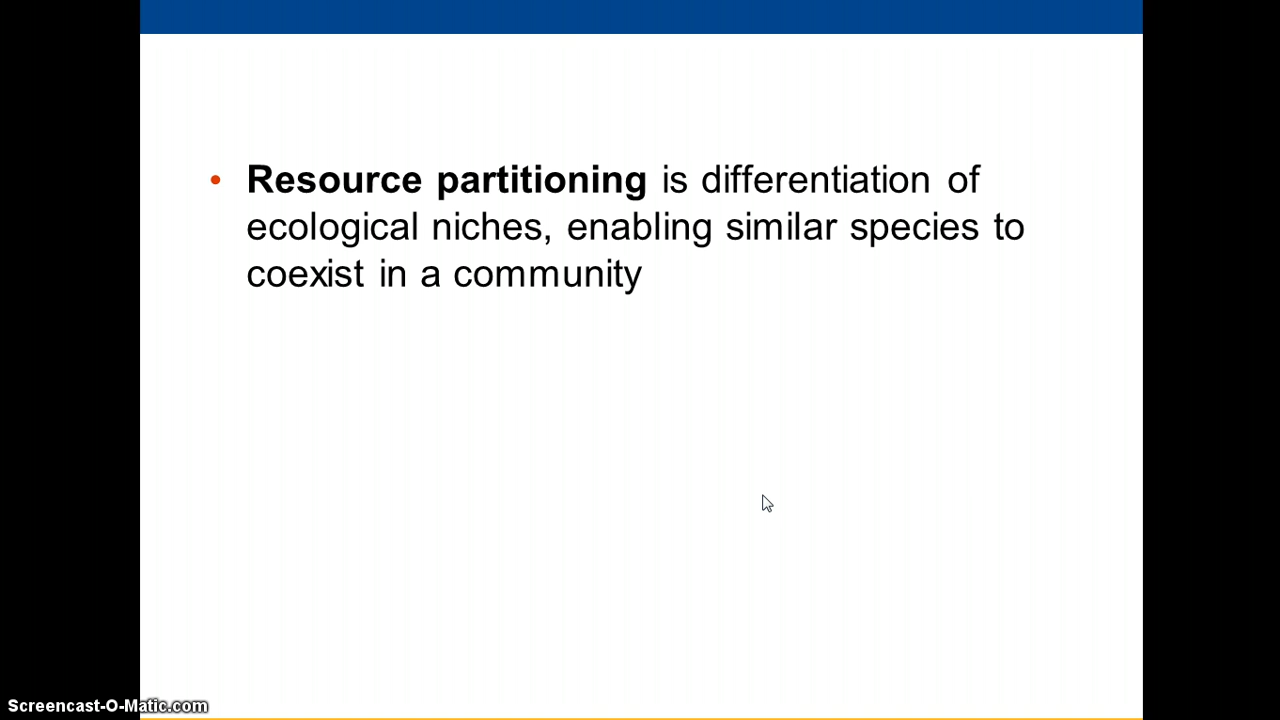 • Resource partitioning is differentiation of
ecological niches, enabling similar species to
coexist in a community
Screencast-O-Matic.com